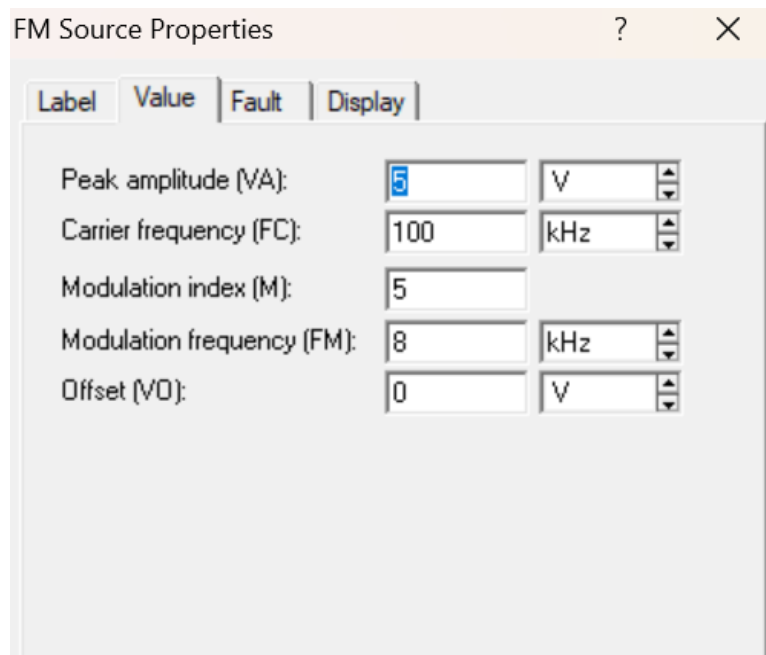 FM Source Properties ? ×
Label Value Fault Display
Peak amplitude (VA): 5 V
Carrier frequency (FC): 100 kHz
Modulation index (M): 5
Modulation frequency (FM): 8 kHz
Offset (VO): 0 V